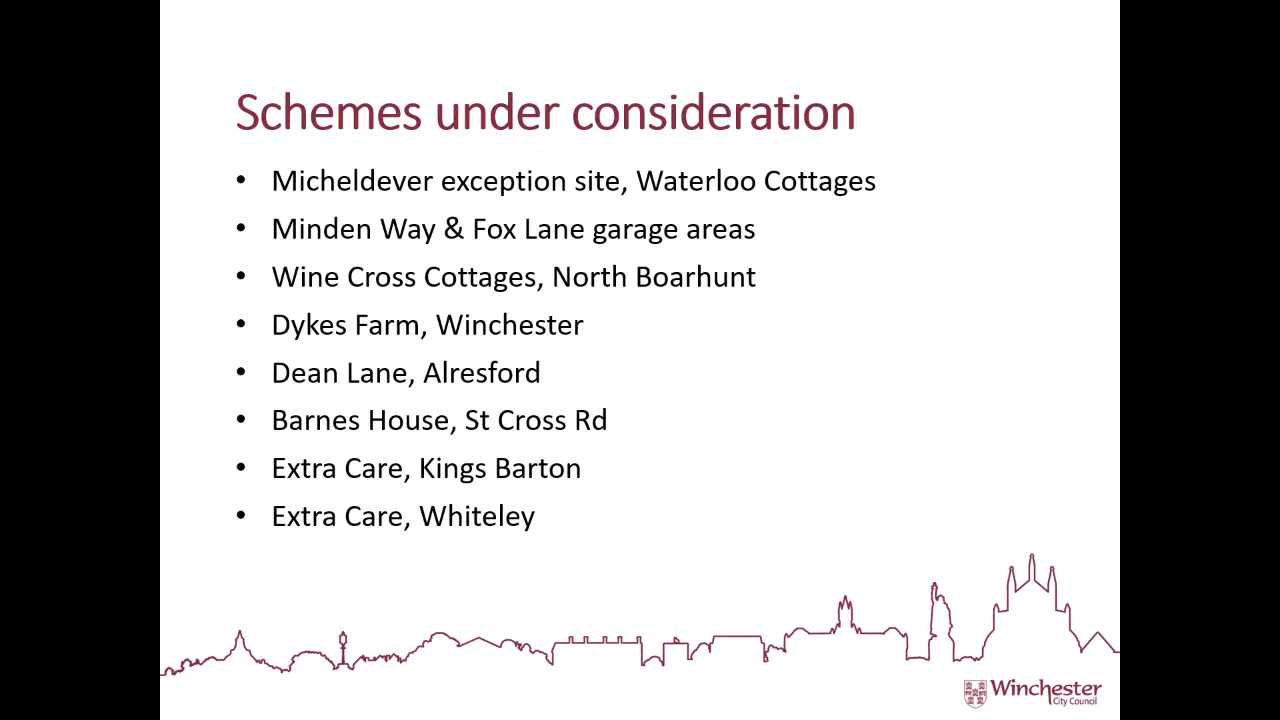 Schemes under consideration
• Micheldever exception site, Waterloo Cottages
• Minden Way & Fox Lane garage areas
• Wine Cross Cottages, North Boarhunt
• Dykes Farm, Winchester
• Dean Lane, Alresford
• Barnes House, St Cross Rd
• Extra Care, Kings Barton
• Extra Care, Whiteley
Winchester
City Council